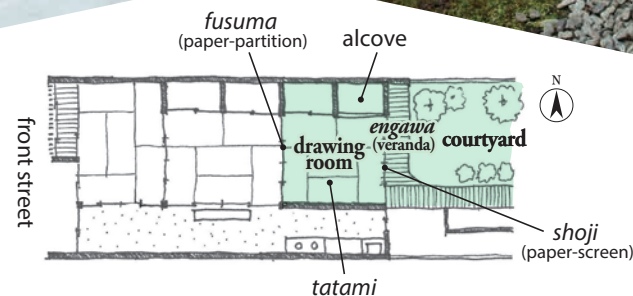 fusuma
(paper-partition)
alcove
N
front street
drawing
room
engawa
(veranda)
courtyard
shoji
(paper-screen)
tatami